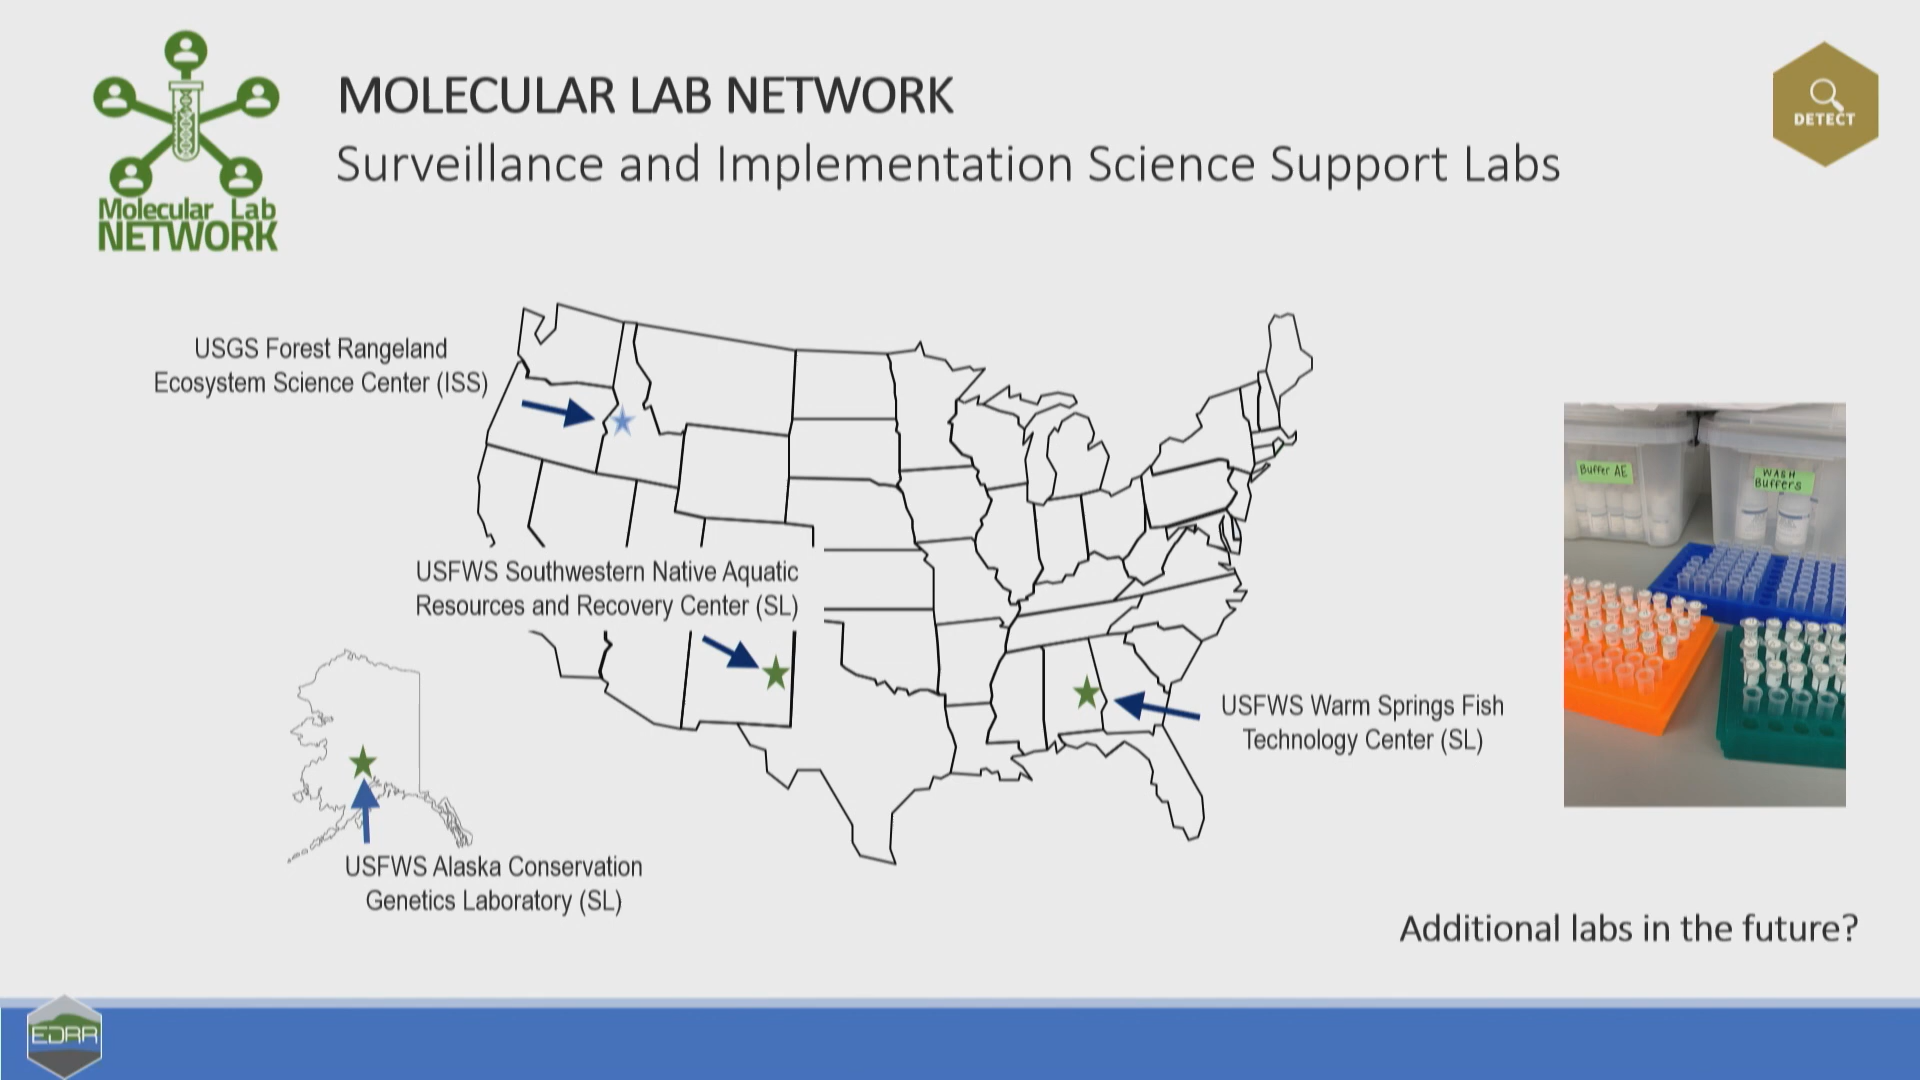 MOLECULAR LAB NETWORK
Surveillance and Implementation Science Support Labs
DETECT
Molecular Lab
NETWORK
USGS Forest Rangeland
Ecosystem Science Center (ISS)
USFWS Southwestern Native Aquatic
Resources and Recovery Center (SL)
USFWS Warm Springs Fish
Technology Center (SL)
USFWS Alaska Conservation
Genetics Laboratory (SL)
Buffer AE
WASH
Buffers
Additional labs in the future?
EDRR